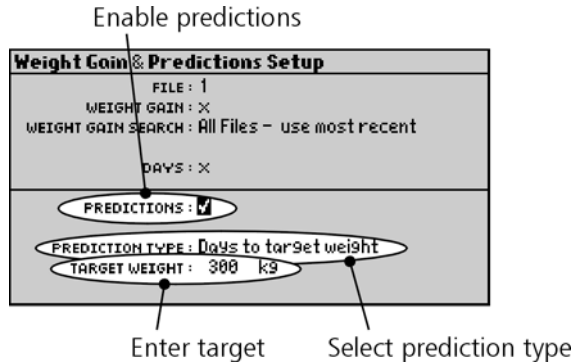 Enable predictions
Weight Gain & Predictions Setup
FILE : 1
WEIGHT GAIN : X
WEIGHT GAIN SEARCH : All Files - use most recent
DAYS : X
PREDICTIONS : ✓
PREDICTION TYPE : Days to target weight
TARGET WEIGHT : 300 kg
Enter target
Select prediction type